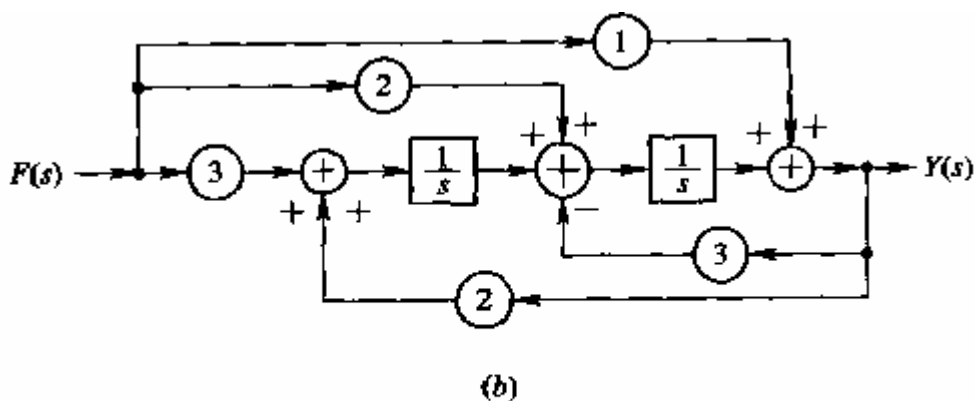 1
2
+ + + +
F(s) 3 + 1/s + 1/s + Y(s)
+ + −
3
2
(b)